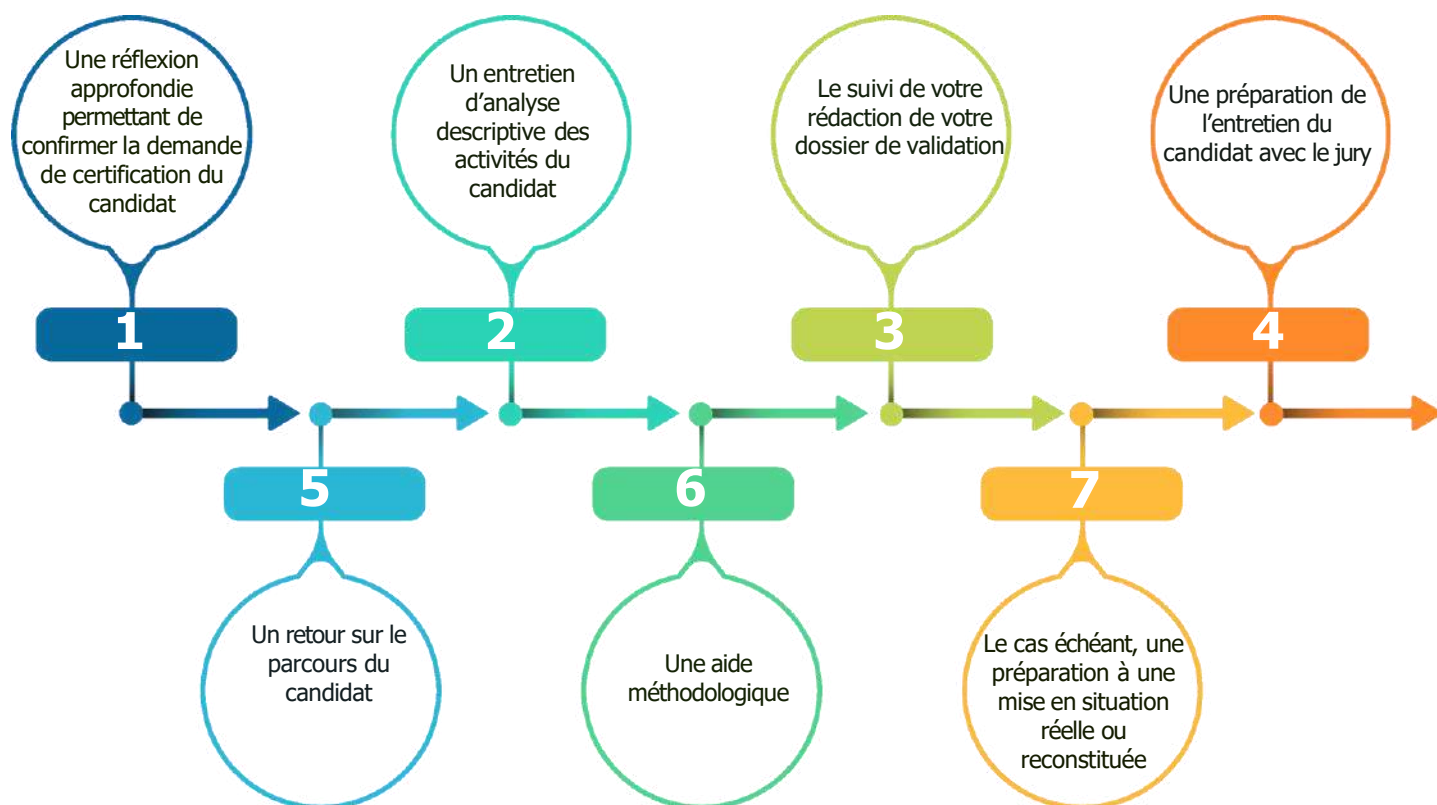 Une réflexion
approfondie
permettant de
confirmer la demande
de certification du
candidat
1
Un entretien
d’analyse
descriptive des
activités du
candidat
2
Le suivi de votre
rédaction de votre
dossier de validation
3
Une préparation de
l’entretien du
candidat avec le jury
4
5
Un retour sur le
parcours du
candidat
6
Une aide
méthodologique
7
Le cas échéant, une
préparation à une
mise en situation
réelle ou
reconstituée